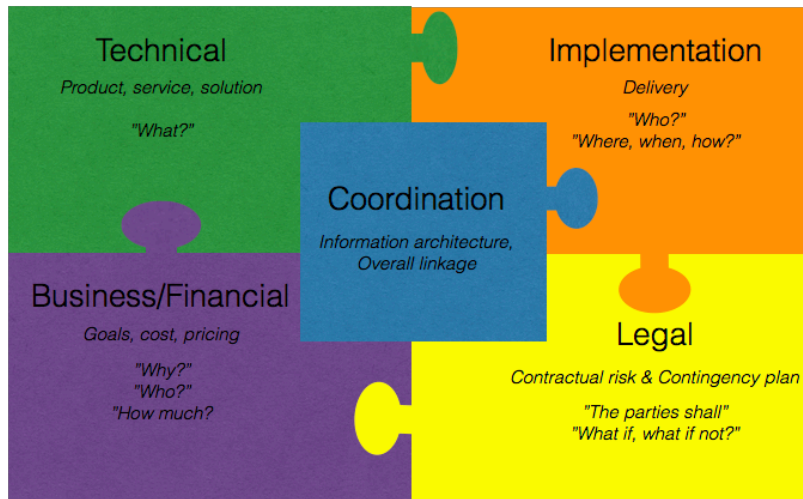 Technical
Product, service, solution
"What?"
Implementation
Delivery
"Who?"
"Where, when, how?"
Coordination
Information architecture,
Overall linkage
Business/Financial
Goals, cost, pricing
"Why?"
"Who?"
"How much?
Legal
Contractual risk & Contingency plan
"The parties shall"
"What if, what if not?"